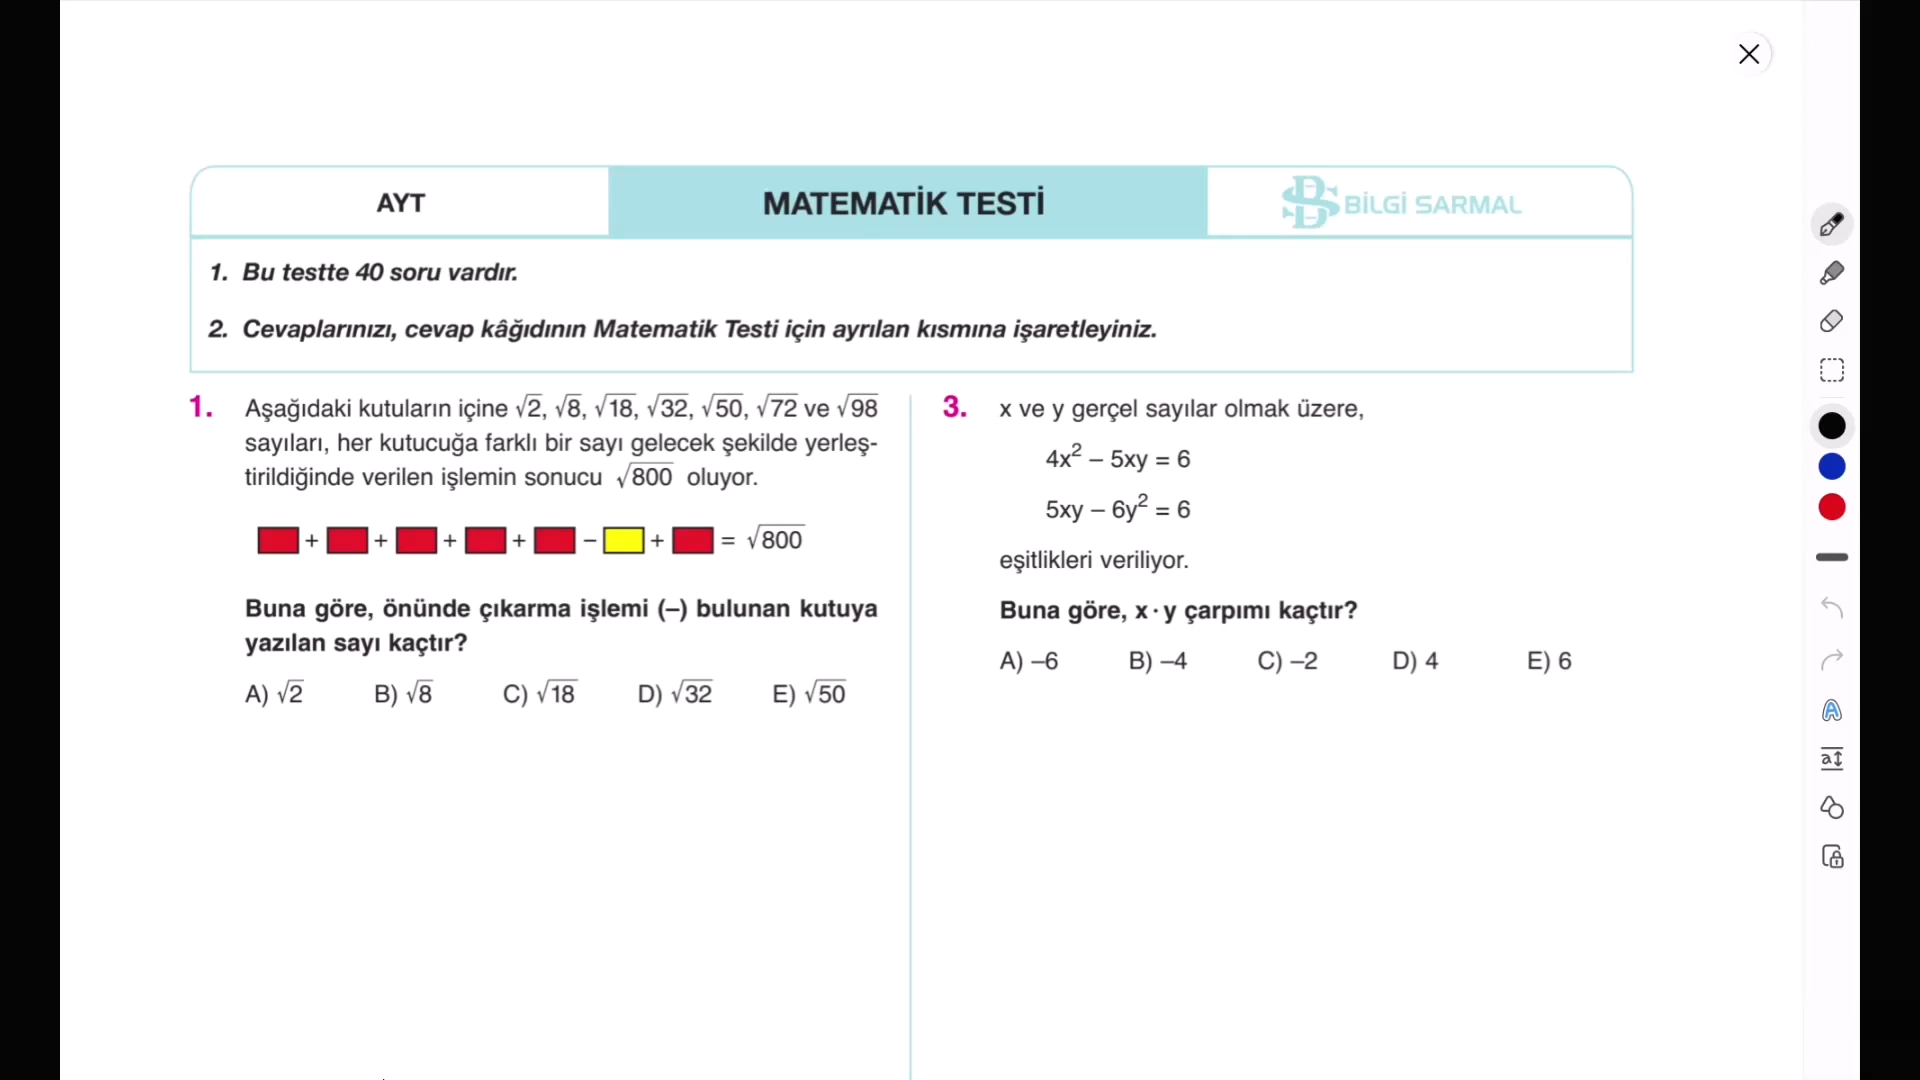 AYT
MATEMATİK TESTİ
BİLGİ SARMAL
1. Bu testte 40 soru vardır.
2. Cevaplarınızı, cevap kâğıdının Matematik Testi için ayrılan kısmına işaretleyiniz.
1. Aşağıdaki kutuların içine √2, √8, √18, √32, √50, √72 ve √98
sayıları, her kutucuğa farklı bir sayı gelecek şekilde yerleş-
tirildiğinde verilen işlemin sonucu √800 oluyor.
+ + + + − + = √800
Buna göre, önünde çıkarma işlemi (–) bulunan kutuya
yazılan sayı kaçtır?
A) √2 B) √8 C) √18 D) √32 E) √50
3. x ve y gerçel sayılar olmak üzere,
4x² – 5xy = 6
5xy – 6y² = 6
eşitlikleri veriliyor.
Buna göre, x · y çarpımı kaçtır?
A) –6 B) –4 C) –2 D) 4 E) 6